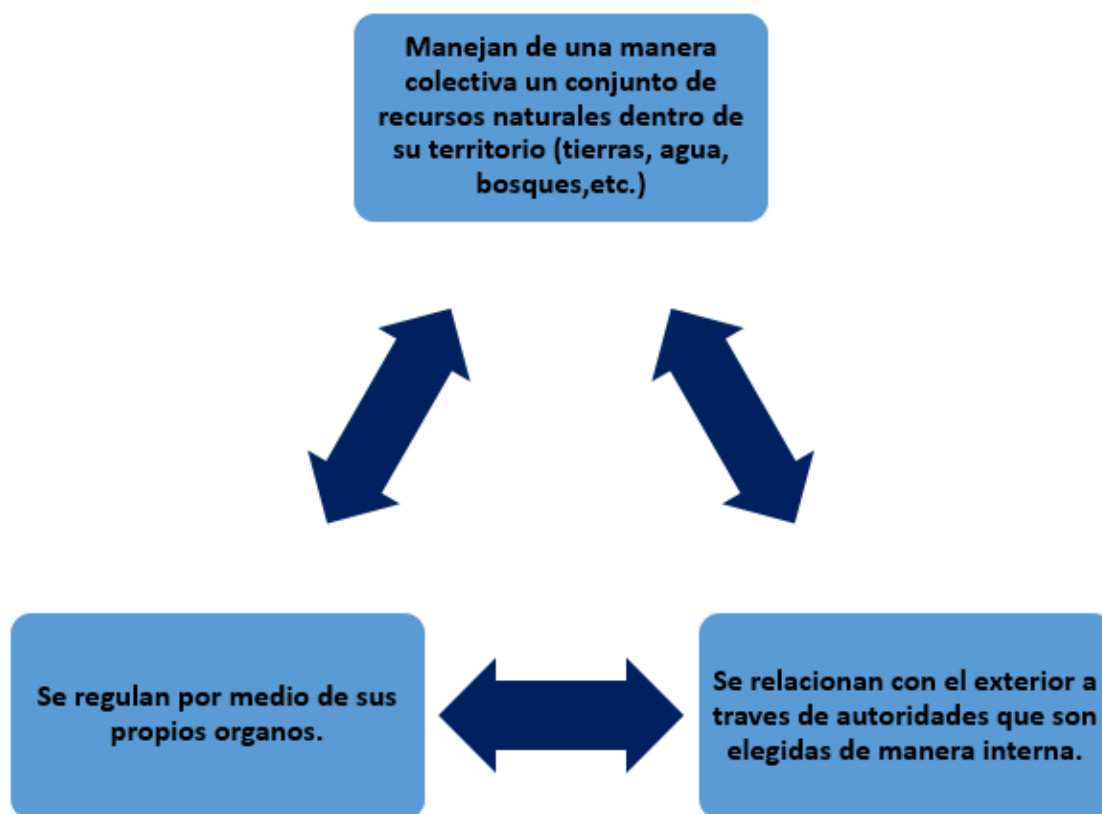 Manejan de una manera
colectiva un conjunto de
recursos naturales dentro de
su territorio (tierras, agua,
bosques,etc.)
Se regulan por medio de sus
propios organos.
Se relacionan con el exterior a
traves de autoridades que son
elegidas de manera interna.